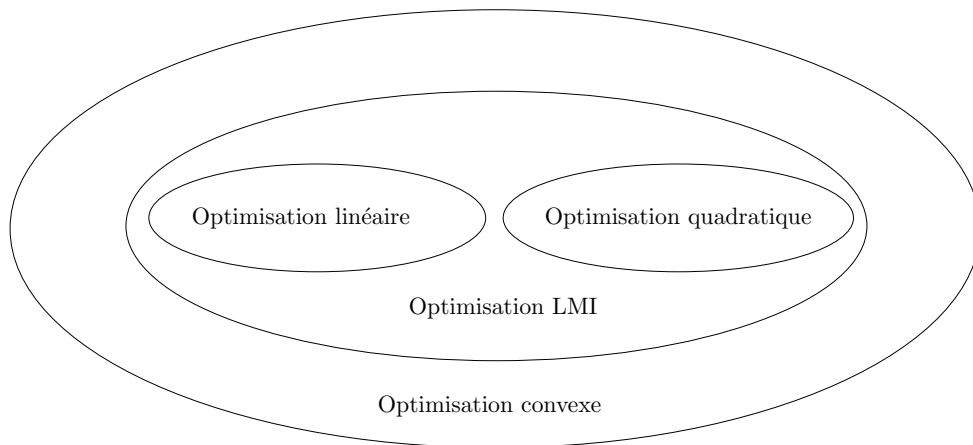 Optimisation linéaire
Optimisation quadratique
Optimisation LMI
Optimisation convexe